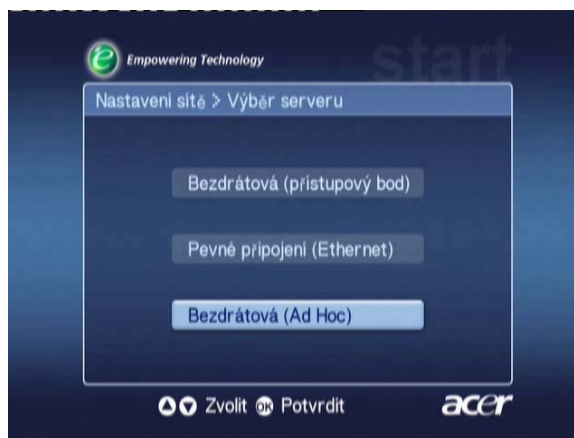 start
Empowering Technology
Nastaveni sítě > Výběr serveru
Bezdrátová (přístupový bod)
Pevné připojeni (Ethernet)
Bezdrátová (Ad Hoc)
Zvolit OK Potvrdit
acer